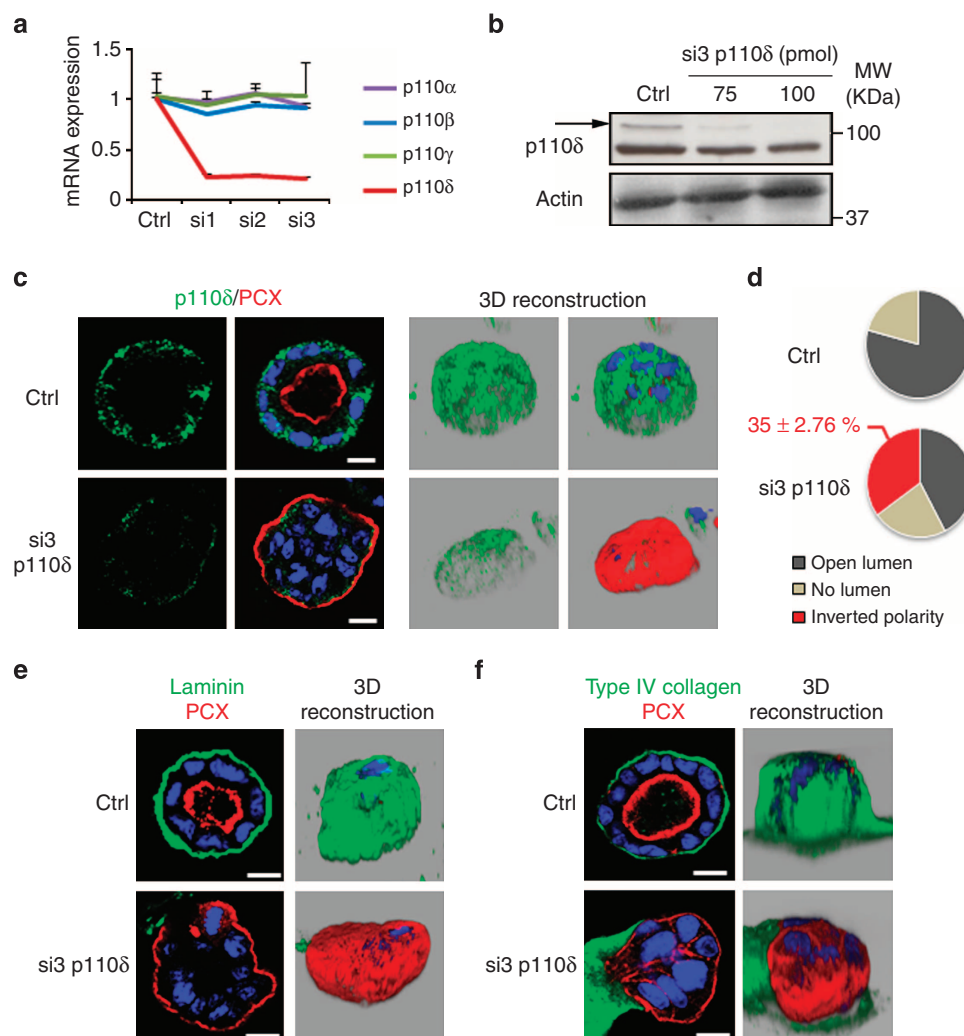 a
1.5
1
0.5
0
mRNA expression
Ctrl si1 si2 si3
p110α
p110β
p110γ
p110δ
b
si3 p110δ (pmol)
Ctrl 75 100
MW
(KDa)
p110δ
100
Actin
37
c
p110δ/PCX
3D reconstruction
Ctrl
si3
p110δ
d
Ctrl
35 ± 2.76 %
si3 p110δ
Open lumen
No lumen
Inverted polarity
e
Laminin
PCX
3D
reconstruction
Ctrl
si3 p110δ
f
Type IV collagen
PCX
3D
reconstruction
Ctrl
si3 p110δ